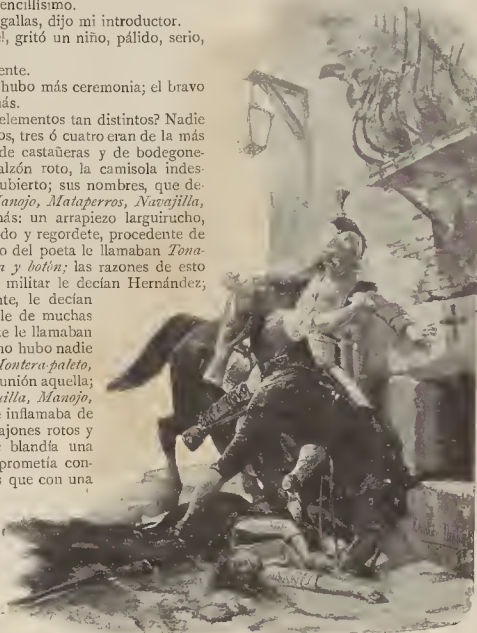 encillísimo.
gallas, dijo mi introductor.
!, gritó un niño, pálido, serio,
ente.
hubo más ceremonia; el bravo
ás.
elementos tan distintos? Nadie
os, tres ó cuatro eran de la más
de castañeras y de bodegone-
alzón roto, la camisola indes-
ubierto; sus nombres, que de-
Manojo, Mataperros, Navajilla,
nás: un arrapiezo larguirucho,
do y regordete, procedente de
o del poeta le llamaban Tona-
n y botón; las razones de esto
militar le decían Hernández;
nte, le decían
le de muchas
te le llamaban
no hubo nadie
Montera-paleto,
unión aquella;
illa, Manojo,
e inflamaba de
ajones rotos y
blandía una
prometía con-
s que con una